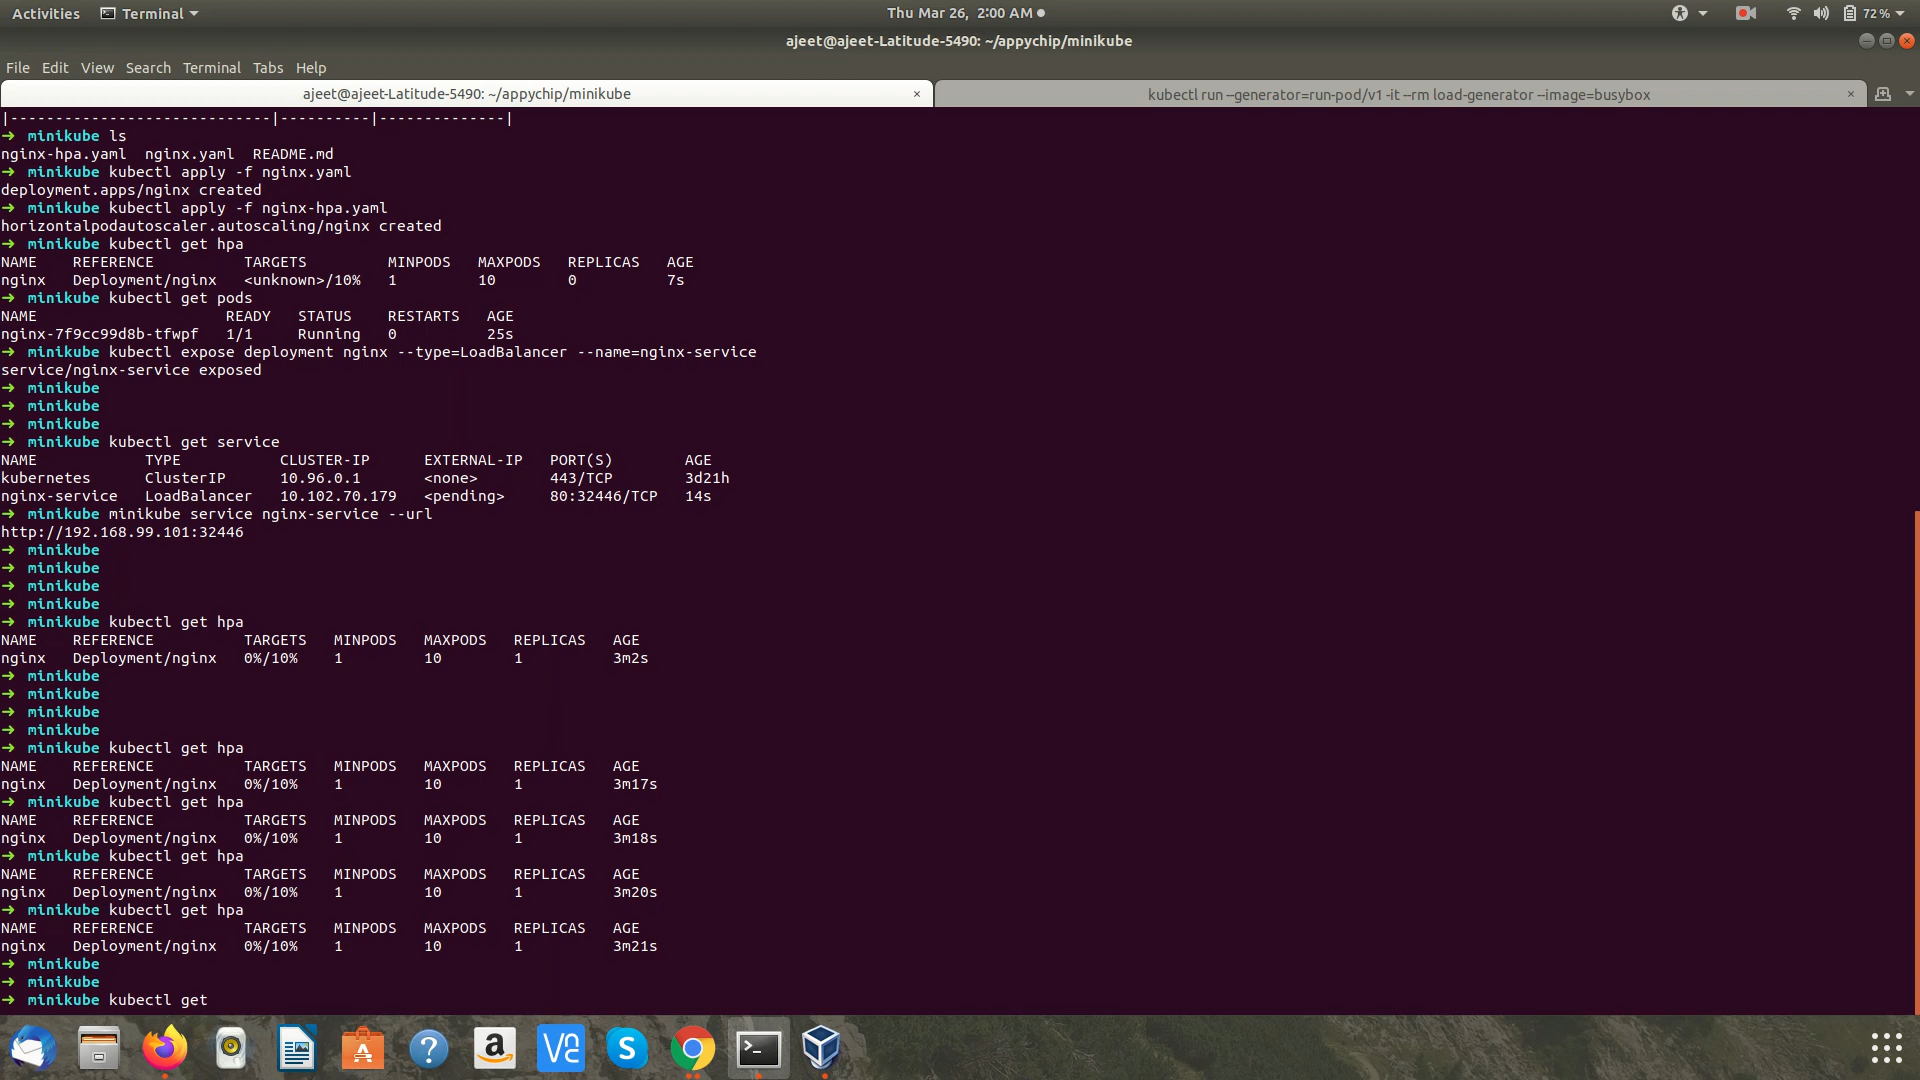 Activities Terminal Thu Mar 26, 2:00 AM 72 %
ajeet@ajeet-Latitude-5490: ~/appychip/minikube
File Edit View Search Terminal Tabs Help
ajeet@ajeet-Latitude-5490: ~/appychip/minikube × kubectl run --generator=run-pod/v1 -it --rm load-generator --image=busybox ×
|-----------------------------|----------|--------------|
➜ minikube ls
nginx-hpa.yaml nginx.yaml README.md
➜ minikube kubectl apply -f nginx.yaml
deployment.apps/nginx created
➜ minikube kubectl apply -f nginx-hpa.yaml
horizontalpodautoscaler.autoscaling/nginx created
➜ minikube kubectl get hpa
NAME REFERENCE TARGETS MINPODS MAXPODS REPLICAS AGE
nginx Deployment/nginx <unknown>/10% 1 10 0 7s
➜ minikube kubectl get pods
NAME READY STATUS RESTARTS AGE
nginx-7f9cc99d8b-tfwpf 1/1 Running 0 25s
➜ minikube kubectl expose deployment nginx --type=LoadBalancer --name=nginx-service
service/nginx-service exposed
➜ minikube
➜ minikube
➜ minikube
➜ minikube kubectl get service
NAME TYPE CLUSTER-IP EXTERNAL-IP PORT(S) AGE
kubernetes ClusterIP 10.96.0.1 <none> 443/TCP 3d21h
nginx-service LoadBalancer 10.102.70.179 <pending> 80:32446/TCP 14s
➜ minikube minikube service nginx-service --url
http://192.168.99.101:32446
➜ minikube
➜ minikube
➜ minikube
➜ minikube
➜ minikube kubectl get hpa
NAME REFERENCE TARGETS MINPODS MAXPODS REPLICAS AGE
nginx Deployment/nginx 0%/10% 1 10 1 3m2s
➜ minikube
➜ minikube
➜ minikube
➜ minikube
➜ minikube kubectl get hpa
NAME REFERENCE TARGETS MINPODS MAXPODS REPLICAS AGE
nginx Deployment/nginx 0%/10% 1 10 1 3m17s
➜ minikube kubectl get hpa
NAME REFERENCE TARGETS MINPODS MAXPODS REPLICAS AGE
nginx Deployment/nginx 0%/10% 1 10 1 3m18s
➜ minikube kubectl get hpa
NAME REFERENCE TARGETS MINPODS MAXPODS REPLICAS AGE
nginx Deployment/nginx 0%/10% 1 10 1 3m20s
➜ minikube kubectl get hpa
NAME REFERENCE TARGETS MINPODS MAXPODS REPLICAS AGE
nginx Deployment/nginx 0%/10% 1 10 1 3m21s
➜ minikube
➜ minikube
➜ minikube kubectl get